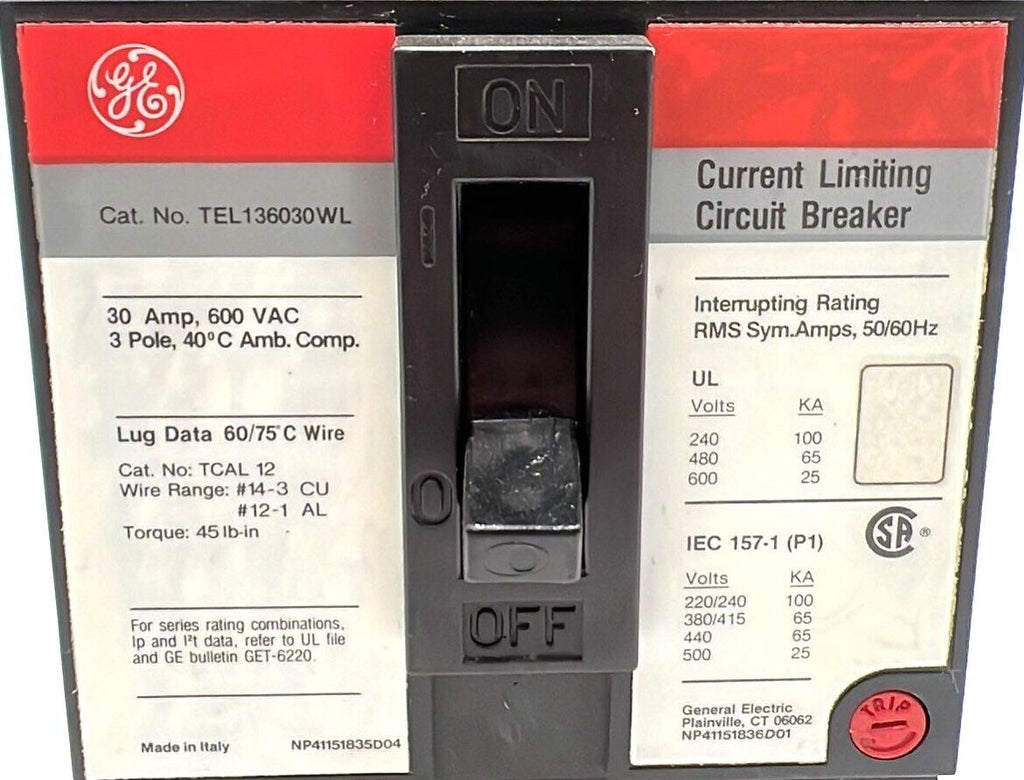 GE
Cat. No. TEL136030WL
30 Amp, 600 VAC
3 Pole, 40°C Amb. Comp.
Lug Data 60/75°C Wire
Cat. No: TCAL 12
Wire Range: #14-3 CU
#12-1 AL
Torque: 45 lb-in
For series rating combinations,
Ip and I²t data, refer to UL file
and GE bulletin GET-6220.
Made in Italy NP41151835D04
ON
I
O
O
OFF
Current Limiting
Circuit Breaker
Interrupting Rating
RMS Sym.Amps, 50/60Hz
UL
Volts KA
240 100
480 65
600 25
SA ®
IEC 157-1 (P1)
Volts KA
220/240 100
380/415 65
440 65
500 25
General Electric
Plainville, CT 06062
NP41151836D01
TRIP